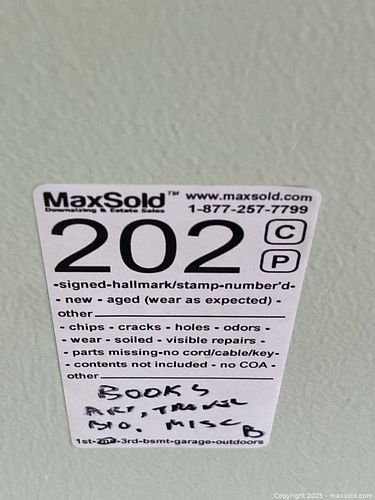 MaxSold™ www.maxsold.com
Downsizing & Estate Sales 1-877-257-7799
202 C
P
-signed-hallmark/stamp-number'd-
- new - aged (wear as expected) -
other
- chips - cracks - holes - odors -
- wear - soiled - visible repairs -
- parts missing-no cord/cable/key-
- contents not included - no COA -
other
BOOKS
ART, TRAVEL
BIO, MISC B
1st-2nd-3rd-bsmt-garage-outdoors
Copyright © 2025 - maxsold.com